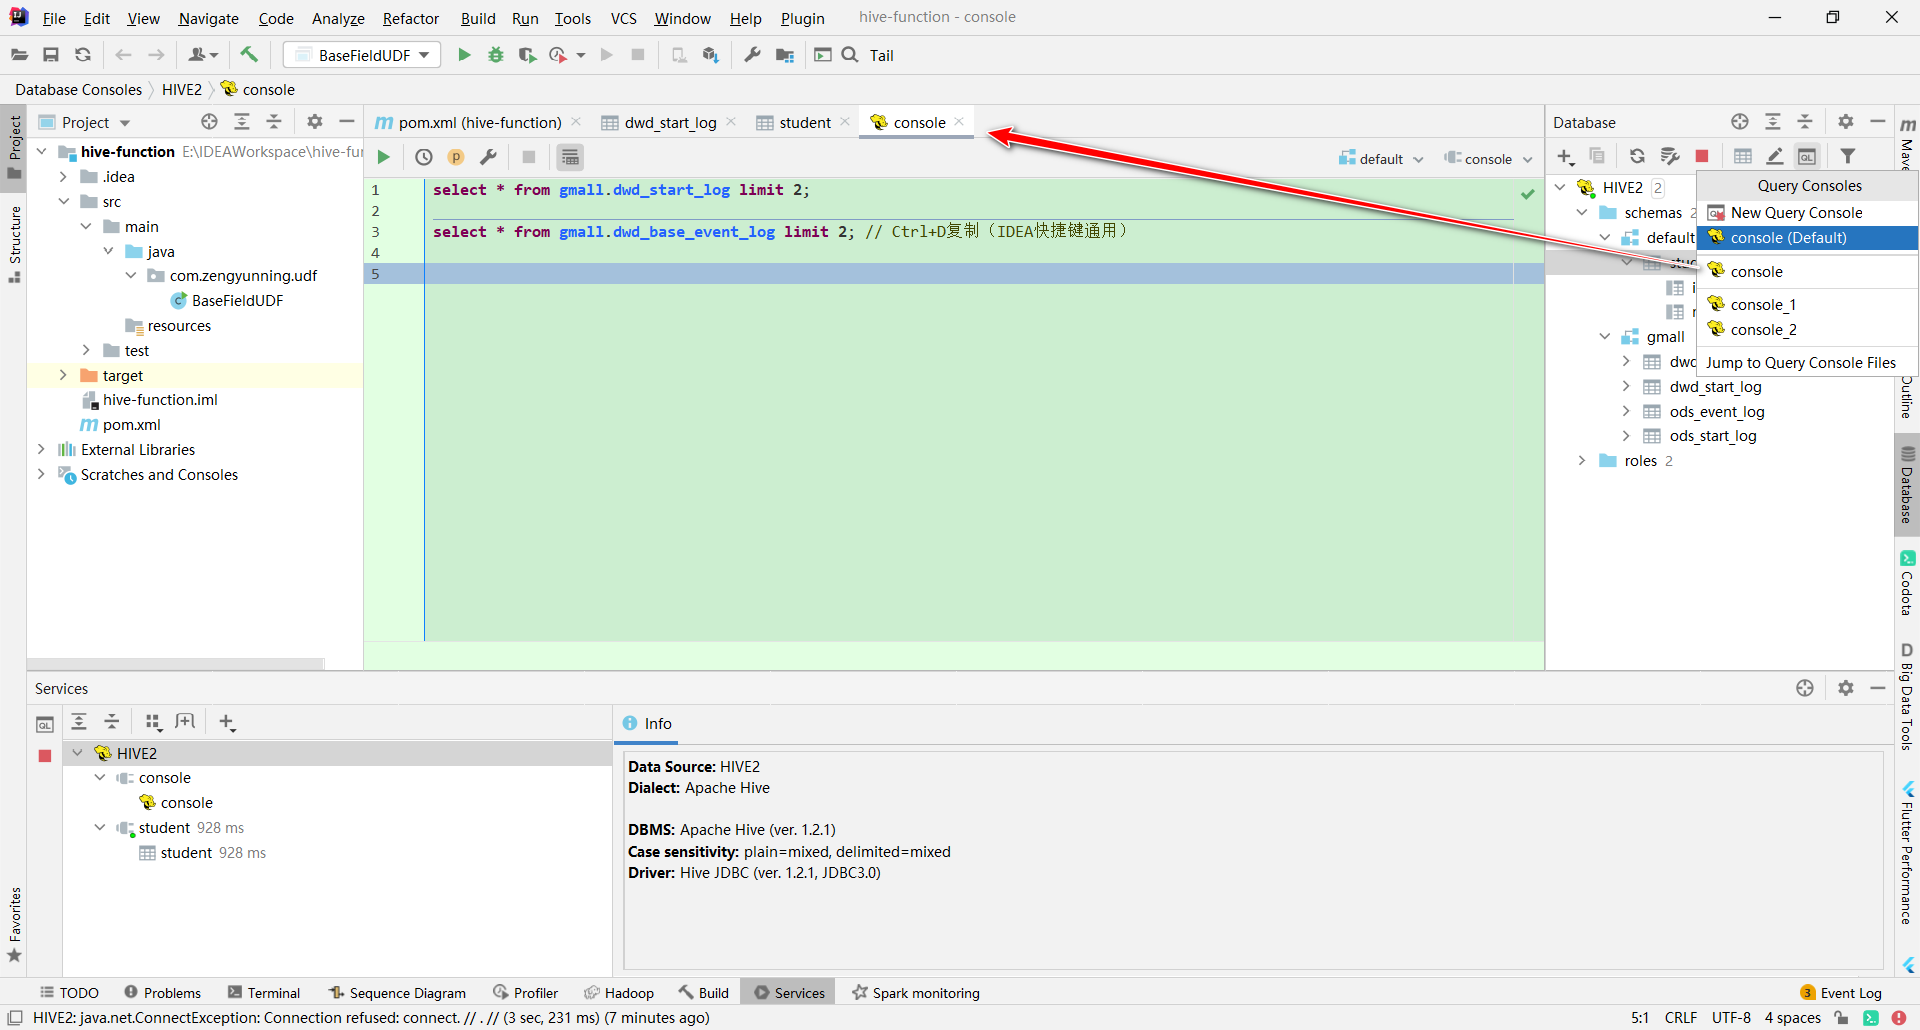 File Edit View Navigate Code Analyze Refactor Build Run Tools VCS Window Help Plugin hive-function - console
BaseFieldUDF Tail
Database Consoles HIVE2 console
Project
pom.xml (hive-function) dwd_start_log student console
Database
default console
hive-function E:\IDEAWorkspace\hive-fu
.idea
src
main
java
com.zengyunning.udf
BaseFieldUDF
resources
test
target
hive-function.iml
pom.xml
External Libraries
Scratches and Consoles
1 select * from gmall.dwd_start_log limit 2;
2
3 select * from gmall.dwd_base_event_log limit 2; // Ctrl+D复制（IDEA快捷键通用）
4
5
HIVE2 2
schemas 2
default
stu
gmall
dwd
dwd_start_log
ods_event_log
ods_start_log
roles 2
Query Consoles
New Query Console
console (Default)
console
console_1
console_2
Jump to Query Console Files
Project
Structure
Favorites
m
Mave
Outline
Database
Codota
D
Big Data Tools
Flutter Performance
Services
HIVE2
console
console
student 928 ms
student 928 ms
Info
Data Source: HIVE2
Dialect: Apache Hive
DBMS: Apache Hive (ver. 1.2.1)
Case sensitivity: plain=mixed, delimited=mixed
Driver: Hive JDBC (ver. 1.2.1, JDBC3.0)
TODO Problems Terminal Sequence Diagram Profiler Hadoop Build Services Spark monitoring 3 Event Log
HIVE2: java.net.ConnectException: Connection refused: connect. // . // (3 sec, 231 ms) (7 minutes ago) 5:1 CRLF UTF-8 4 spaces